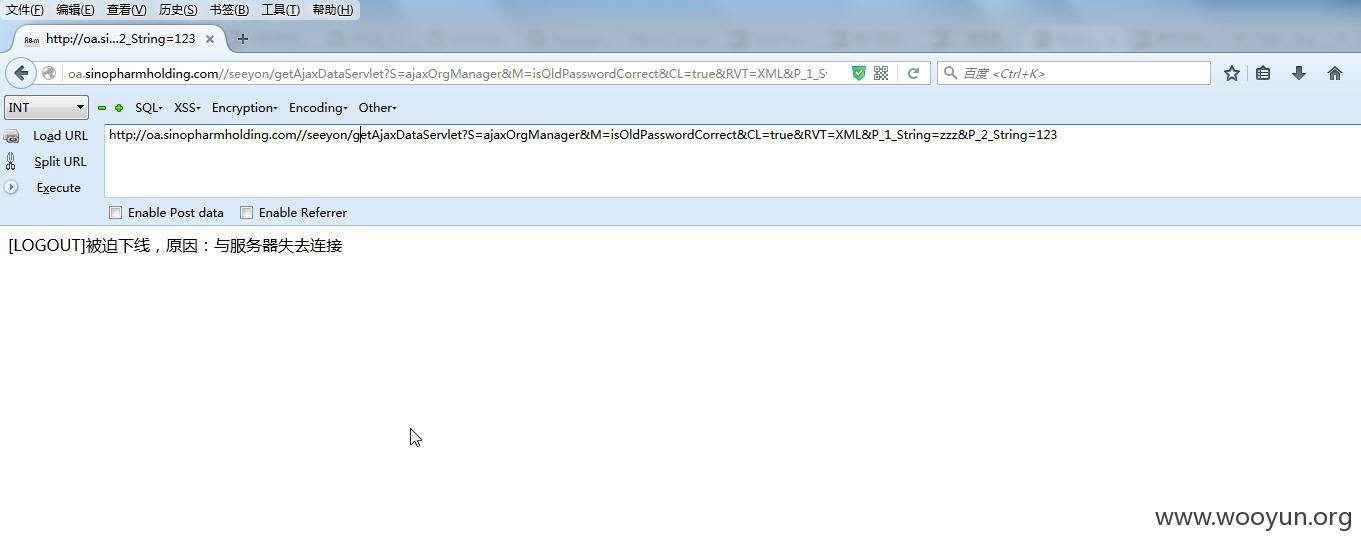 文件(F) 编辑(E) 查看(V) 历史(S) 书签(B) 工具(T) 帮助(H)
http://oa.si...2_String=123
oa.sinopharmholding.com//seeyon/getAjaxDataServlet?S=ajaxOrgManager&M=isOldPasswordCorrect&CL=true&RVT=XML&P_1_St
百度 <Ctrl+K>
INT SQL XSS Encryption Encoding Other
Load URL
http://oa.sinopharmholding.com//seeyon/getAjaxDataServlet?S=ajaxOrgManager&M=isOldPasswordCorrect&CL=true&RVT=XML&P_1_String=zzz&P_2_String=123
Split URL
Execute
Enable Post data Enable Referrer
[LOGOUT]被迫下线，原因：与服务器失去连接
www.wooyun.org